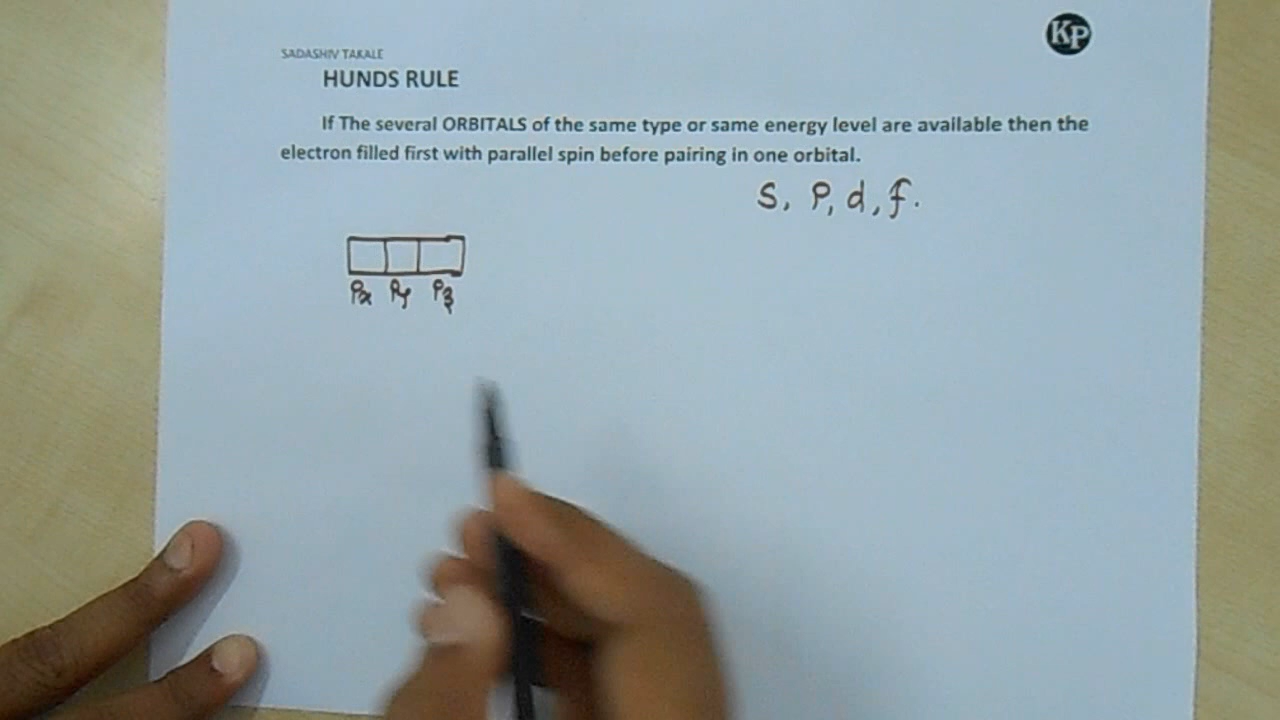 KP
SADASHIV TAKALE
HUNDS RULE
If The several ORBITALS of the same type or same energy level are available then the
electron filled first with parallel spin before pairing in one orbital.
S, P, d, f.
Px Py Pz